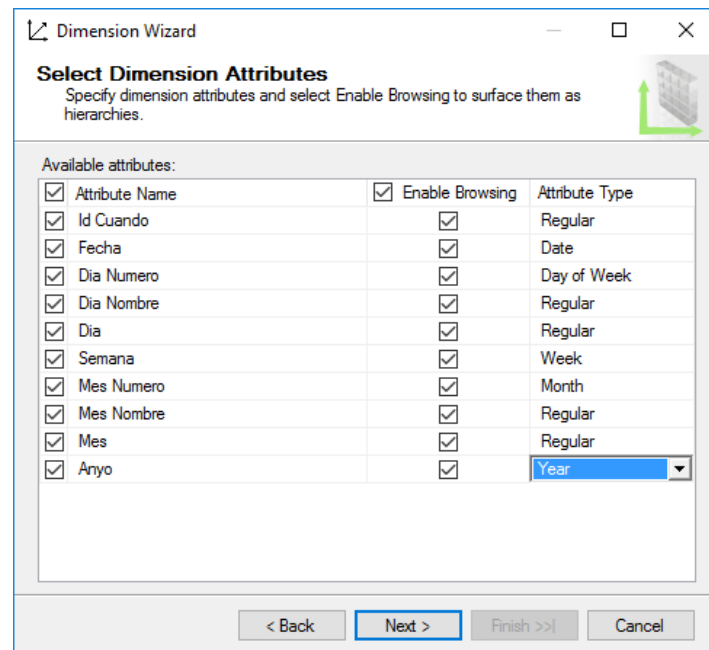 Dimension Wizard
Select Dimension Attributes
Specify dimension attributes and select Enable Browsing to surface them as
hierarchies.
Available attributes:
Attribute Name Enable Browsing Attribute Type
Id Cuando Regular
Fecha Date
Dia Numero Day of Week
Dia Nombre Regular
Dia Regular
Semana Week
Mes Numero Month
Mes Nombre Regular
Mes Regular
Anyo Year
< Back Next > Finish >>| Cancel